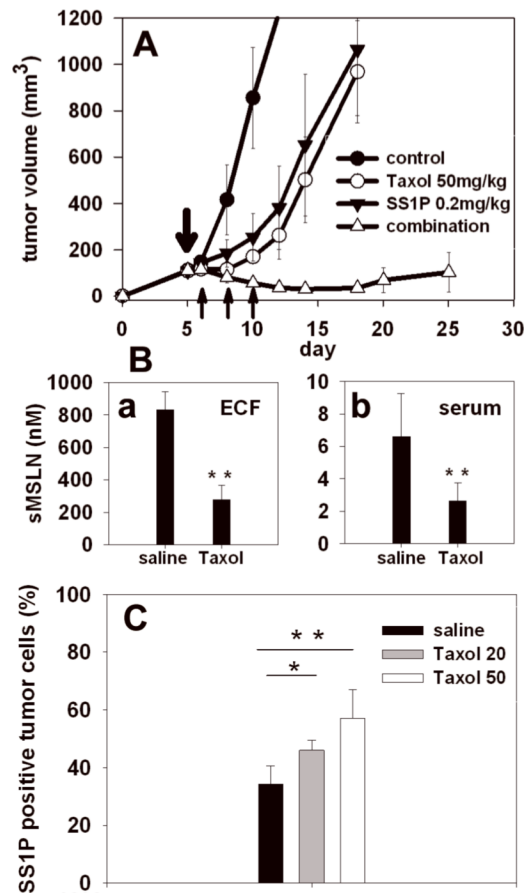 A
1200
1000
800
600
400
200
0
tumor volume (mm³)
control
Taxol 50mg/kg
SS1P 0.2mg/kg
combination
0 5 10 15 20 25 30
day
B
a ECF
1000
800
600
400
200
0
sMSLN (nM)
* *
saline Taxol
b serum
8
6
4
2
0
* *
saline Taxol
C
100
80
60
40
20
0
SS1P positive tumor cells (%)
saline
Taxol 20
Taxol 50
* *
*